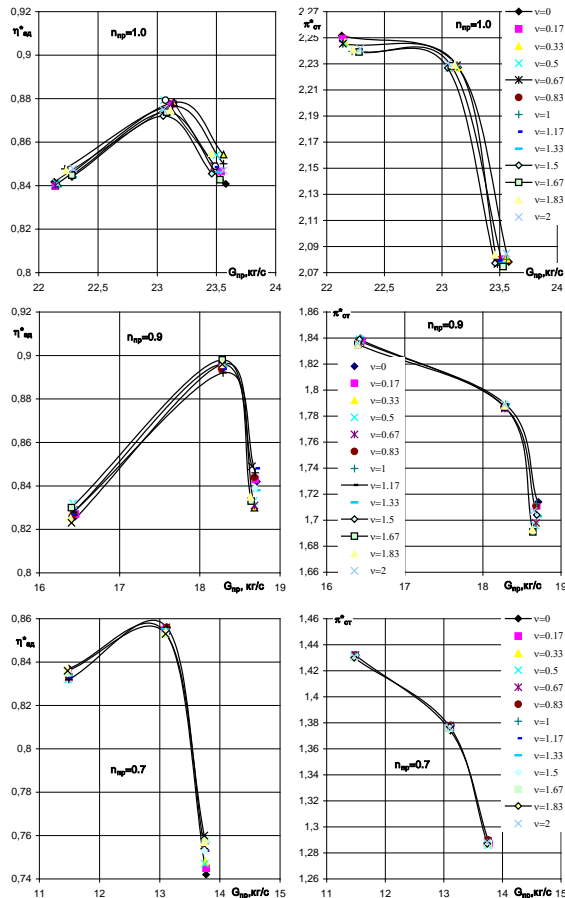 η*ад
nпр=1.0
0,92
0,9
0,88
0,86
0,84
0,82
0,8
22
22,5
23
23,5
24
Gпр,кг/с
π*ст
nпр=1.0
2,27
2,25
2,23
2,21
2,19
2,17
2,15
2,13
2,11
2,09
2,07
22
23
24
Gпр,кг/с
ν=0
ν=0.17
ν=0.33
ν=0.5
ν=0.67
ν=0.83
ν=1
ν=1.17
ν=1.33
ν=1.5
ν=1.67
ν=1.83
ν=2
η*ад
nпр=0.9
0,92
0,9
0,88
0,86
0,84
0,82
0,8
16
17
18
19
Gпр,кг/с
π*ст
nпр=0.9
1,86
1,84
1,82
1,8
1,78
1,76
1,74
1,72
1,7
1,68
1,66
16
17
18
19
Gпр,кг/с
ν=0
ν=0.17
ν=0.33
ν=0.5
ν=0.67
ν=0.83
ν=1
ν=1.17
ν=1.33
ν=1.5
ν=1.67
ν=1.83
ν=2
η*ад
nпр=0.7
0,86
0,84
0,82
0,8
0,78
0,76
0,74
11
12
13
14
15
Gпр,кг/с
π*ст
nпр=0.7
1,46
1,44
1,42
1,4
1,38
1,36
1,34
1,32
1,3
1,28
1,26
11
12
13
14
15
Gпр,кг/с
ν=0
ν=0.17
ν=0.33
ν=0.5
ν=0.67
ν=0.83
ν=1
ν=1.17
ν=1.33
ν=1.5
ν=1.67
ν=1.83
ν=2